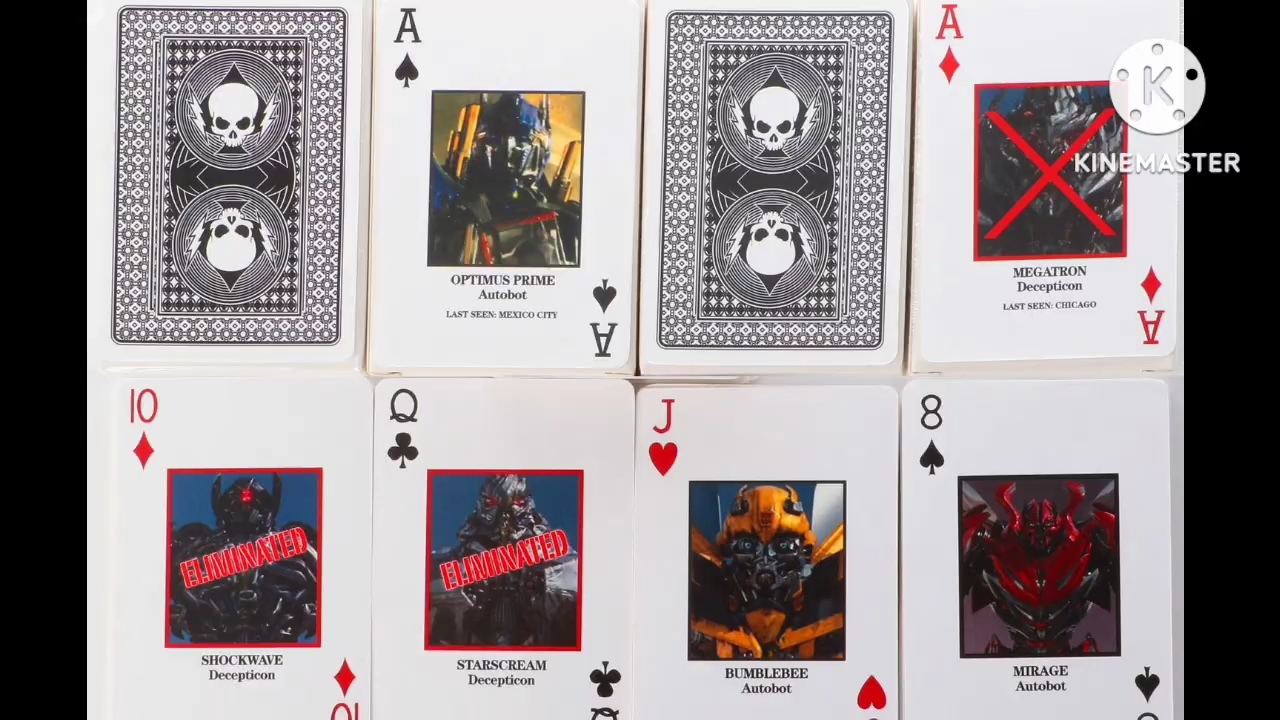 A
OPTIMUS PRIME
Autobot
LAST SEEN: MEXICO CITY
A
A
MEGATRON
Decepticon
LAST SEEN: CHICAGO
A
K
KINEMASTER
10
ELIMINATED
SHOCKWAVE
Decepticon
10
Q
ELIMINATED
STARSCREAM
Decepticon
Q
J
BUMBLEBEE
Autobot
8
MIRAGE
Autobot